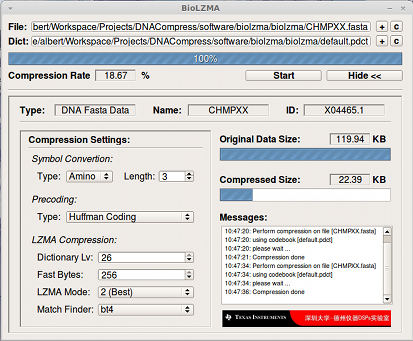 BioLZMA
File: bert/Workspace/Projects/DNACompress/software/biolzma/biolzma/CHMPXX.fasta + c
Dict: e/albert/Workspace/Projects/DNACompress/software/biolzma/biolzma/default.pdct + c
100%
Compression Rate 18.67 % Start Hide <<
Type: DNA Fasta Data Name: CHMPXX ID: X04465.1
Compression Settings:
Symbol Convertion:
Type: Amino Length: 3
Precoding:
Type: Huffman Coding
LZMA Compression:
Dictionary Lv: 26
Fast Bytes: 256
LZMA Mode: 2 (Best)
Match Finder: bt4
Original Data Size: 119.94 KB
Compressed Size: 22.39 KB
Messages:
10:47:20: Perform compression on file [CHMPXX.fasta]
10:47:20: using codebook [default.pdct]
10:47:20: please wait ...
10:47:21: Compression done
10:47:34: Perform compression on file [CHMPXX.fasta]
10:47:34: using codebook [default.pdct]
10:47:34: please wait ...
10:47:36: Compression done
TEXAS INSTRUMENTS 深圳大学-德州仪器DSPs实验室